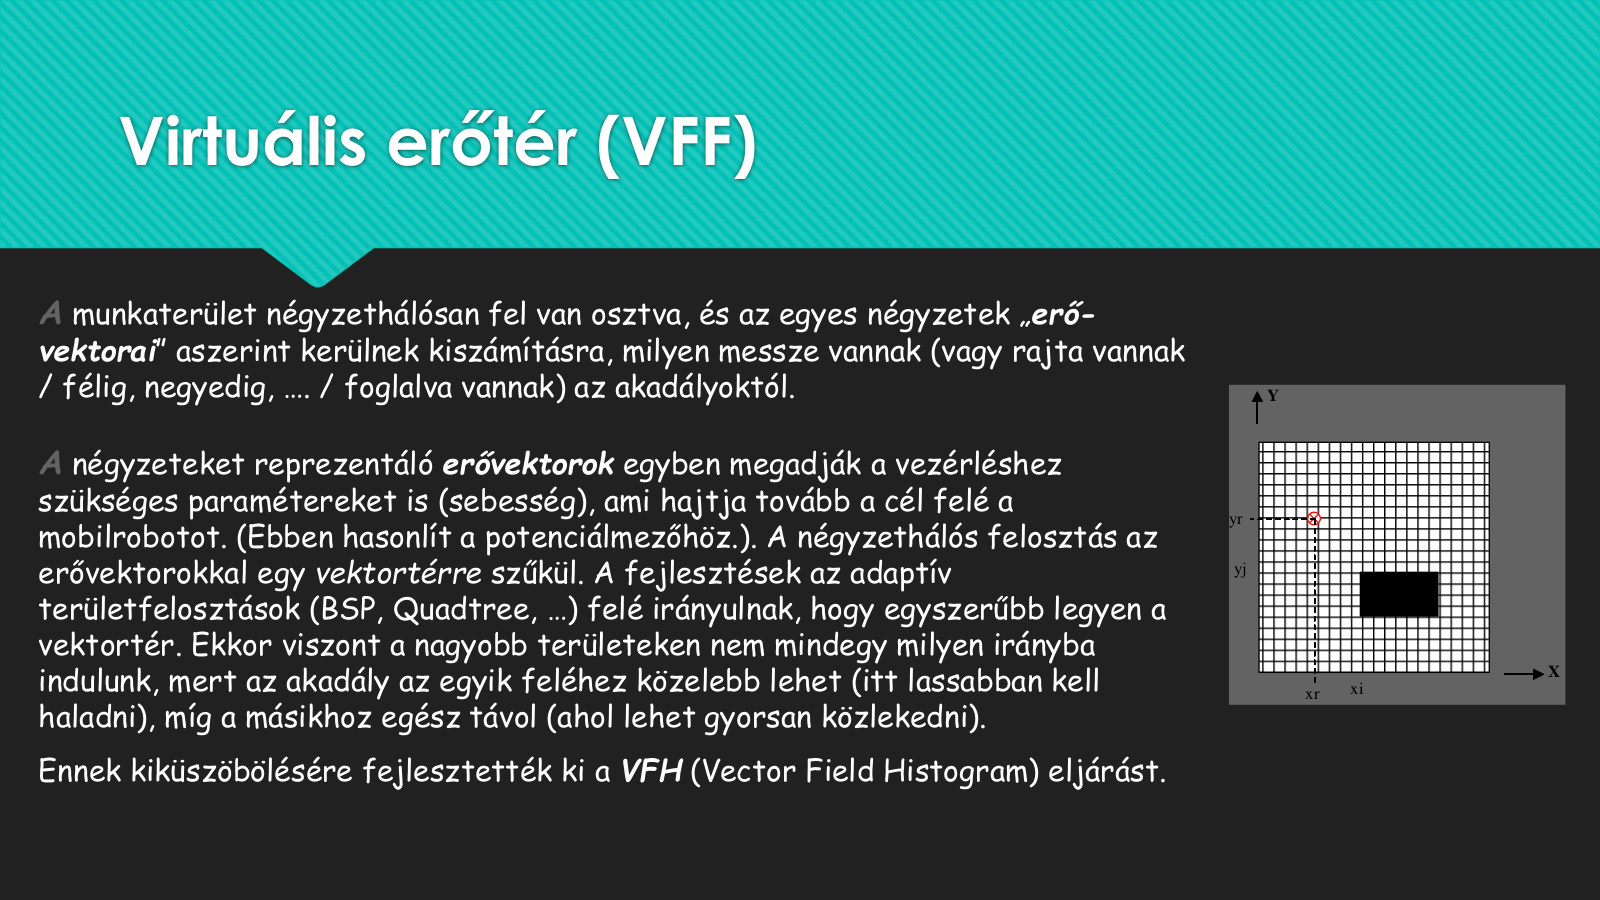 Virtuális erőtér (VFF)
A munkaterület négyzethálósan fel van osztva, és az egyes négyzetek „erő-
vektorai” aszerint kerülnek kiszámításra, milyen messze vannak (vagy rajta vannak
/ félig, negyedig, …. / foglalva vannak) az akadályoktól.
A négyzeteket reprezentáló erővektorok egyben megadják a vezérléshez
szükséges paramétereket is (sebesség), ami hajtja tovább a cél felé a
mobilrobotot. (Ebben hasonlít a potenciálmezőhöz.). A négyzethálós felosztás az
erővektorokkal egy vektortérre szűkül. A fejlesztések az adaptív
területfelosztások (BSP, Quadtree, …) felé irányulnak, hogy egyszerűbb legyen a
vektortér. Ekkor viszont a nagyobb területeken nem mindegy milyen irányba
indulunk, mert az akadály az egyik feléhez közelebb lehet (itt lassabban kell
haladni), míg a másikhoz egész távol (ahol lehet gyorsan közlekedni).
Ennek kiküszöbölésére fejlesztették ki a VFH (Vector Field Histogram) eljárást.
Y
yr
yj
X
xr
xi